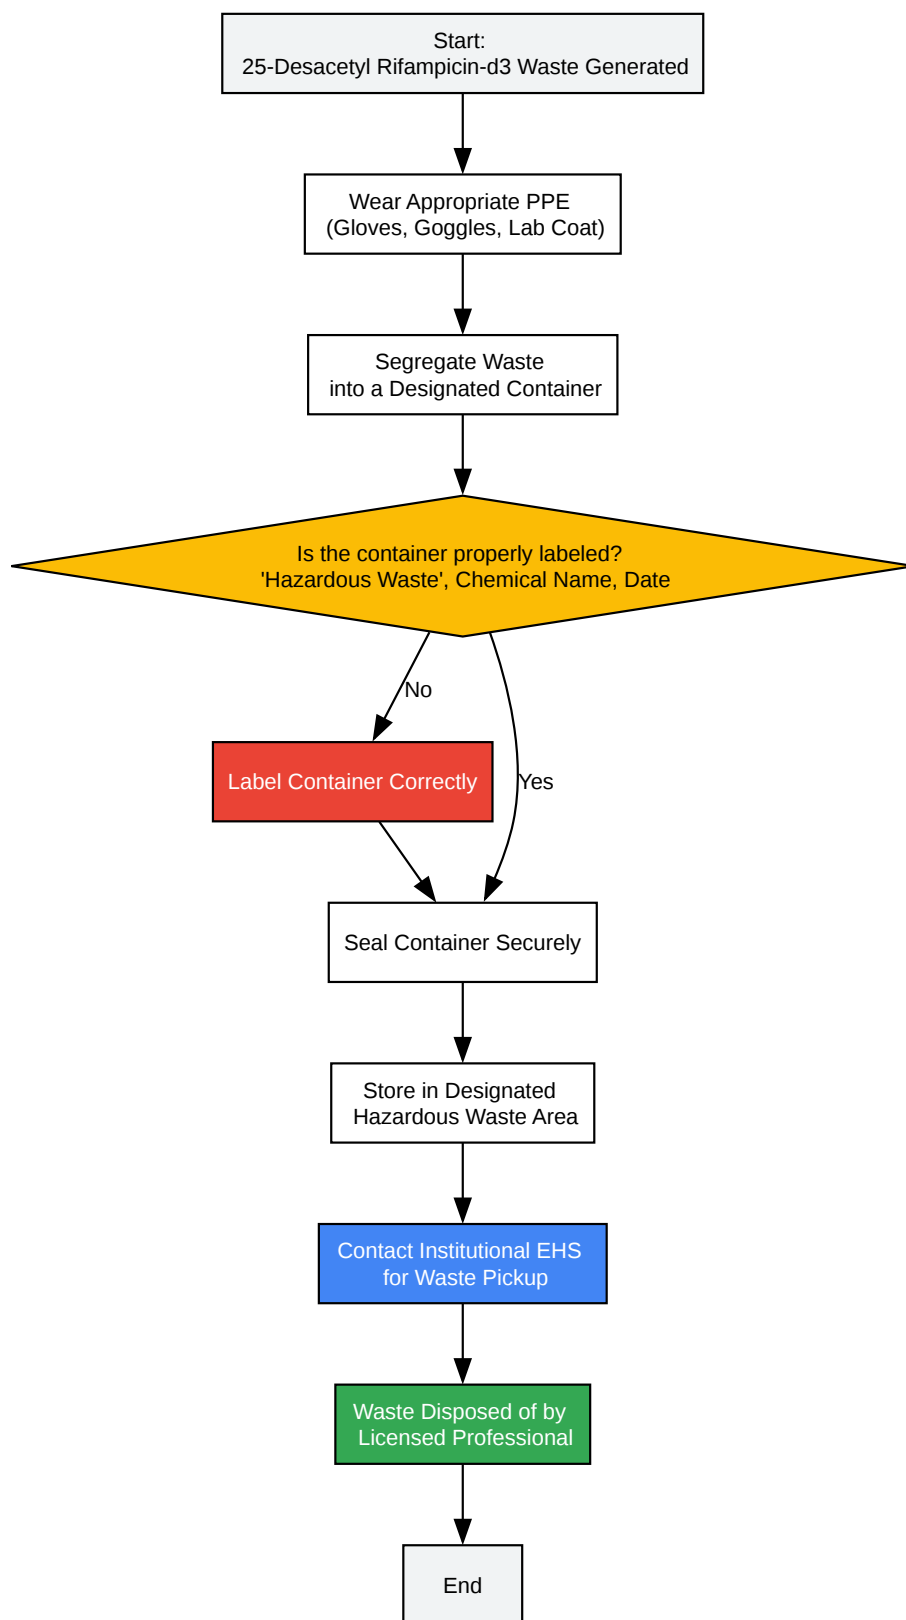 Start:
25-Desacetyl Rifampicin-d3 Waste Generated
Wear Appropriate PPE
(Gloves, Goggles, Lab Coat)
Segregate Waste
into a Designated Container
Is the container properly labeled?
'Hazardous Waste', Chemical Name, Date
No
Label Container Correctly
Yes
Seal Container Securely
Store in Designated
Hazardous Waste Area
Contact Institutional EHS
for Waste Pickup
Waste Disposed of by
Licensed Professional
End